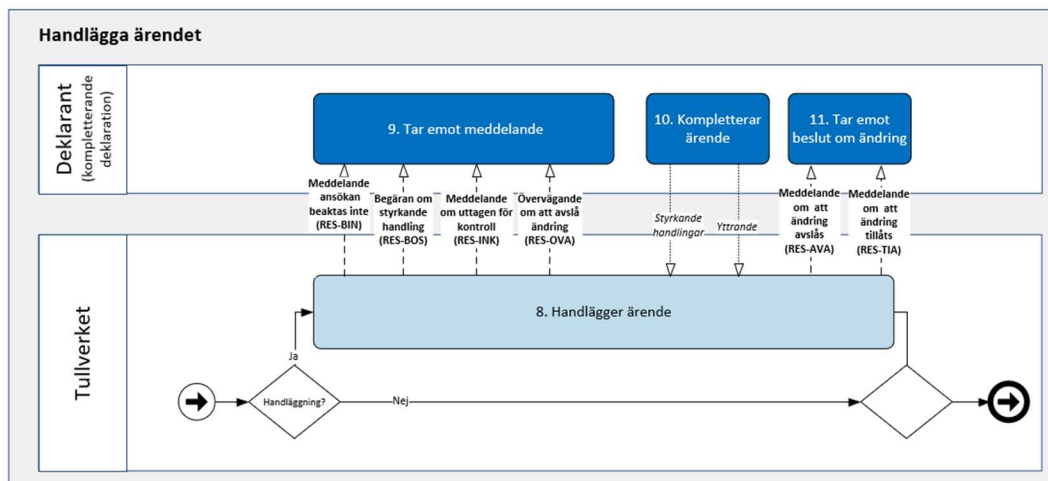 Handlägga ärendet
Deklarant
(kompletterande
deklaration)
9. Tar emot meddelande
10. Kompletterar
ärende
11. Tar emot
beslut om ändring
Meddelande
ansökan
beaktas inte
(RES-BIN)
Begäran om
styrkande
handling
(RES-BOS)
Meddelande
om uttagen för
kontroll
(RES-INK)
Övervägande
om att avslå
ändring
(RES-OVA)
Styrkande
handlingar
Yttrande
Meddelande
om att
ändring
avslås
(RES-AVA)
Meddelande
om att
ändring
tillåts
(RES-TIA)
Tullverket
8. Handlägger ärende
Ja
Handläggning?
Nej